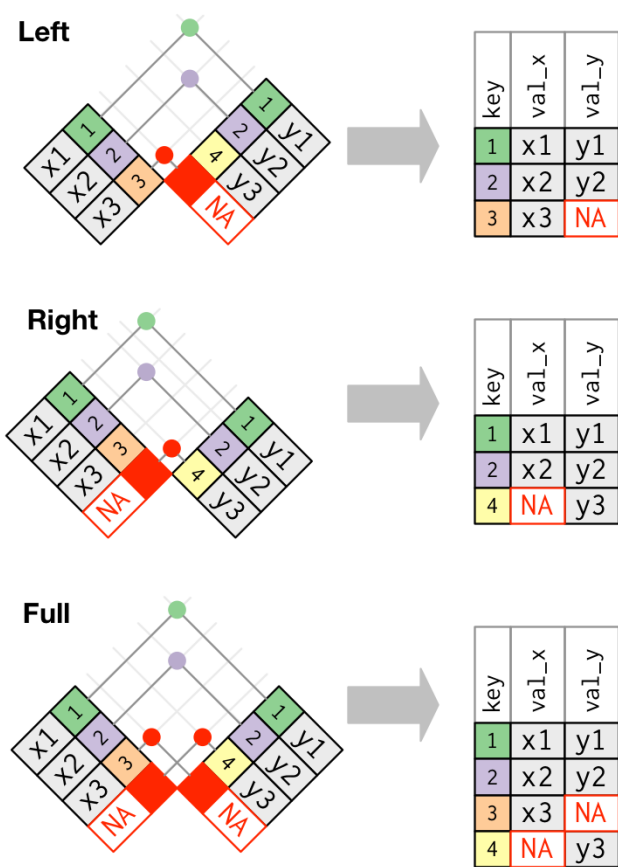 Left
1 2 3
x1 x2 x3
1 2 4
y1 y2 y3 NA
key val_x val_y
1 x1 y1
2 x2 y2
3 x3 NA
Right
1 2 3
x1 x2 x3 NA
1 2 4
y1 y2 y3
key val_x val_y
1 x1 y1
2 x2 y2
4 NA y3
Full
1 2 3
x1 x2 x3 NA
1 2 4
y1 y2 y3 NA
key val_x val_y
1 x1 y1
2 x2 y2
3 x3 NA
4 NA y3